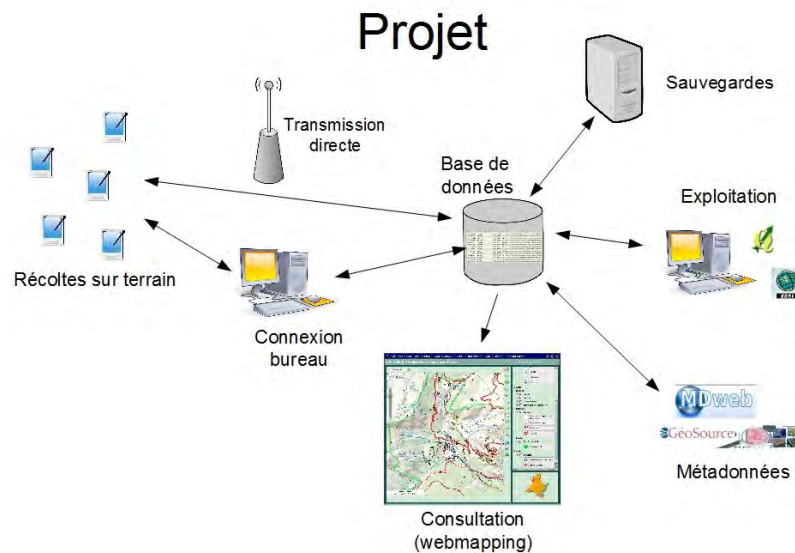 Projet
Sauvegardes
Transmission
directe
Base de
données
Exploitation
Récoltes sur terrain
Connexion
bureau
MDweb
GéoSource
Métadonnées
Consultation
(webmapping)